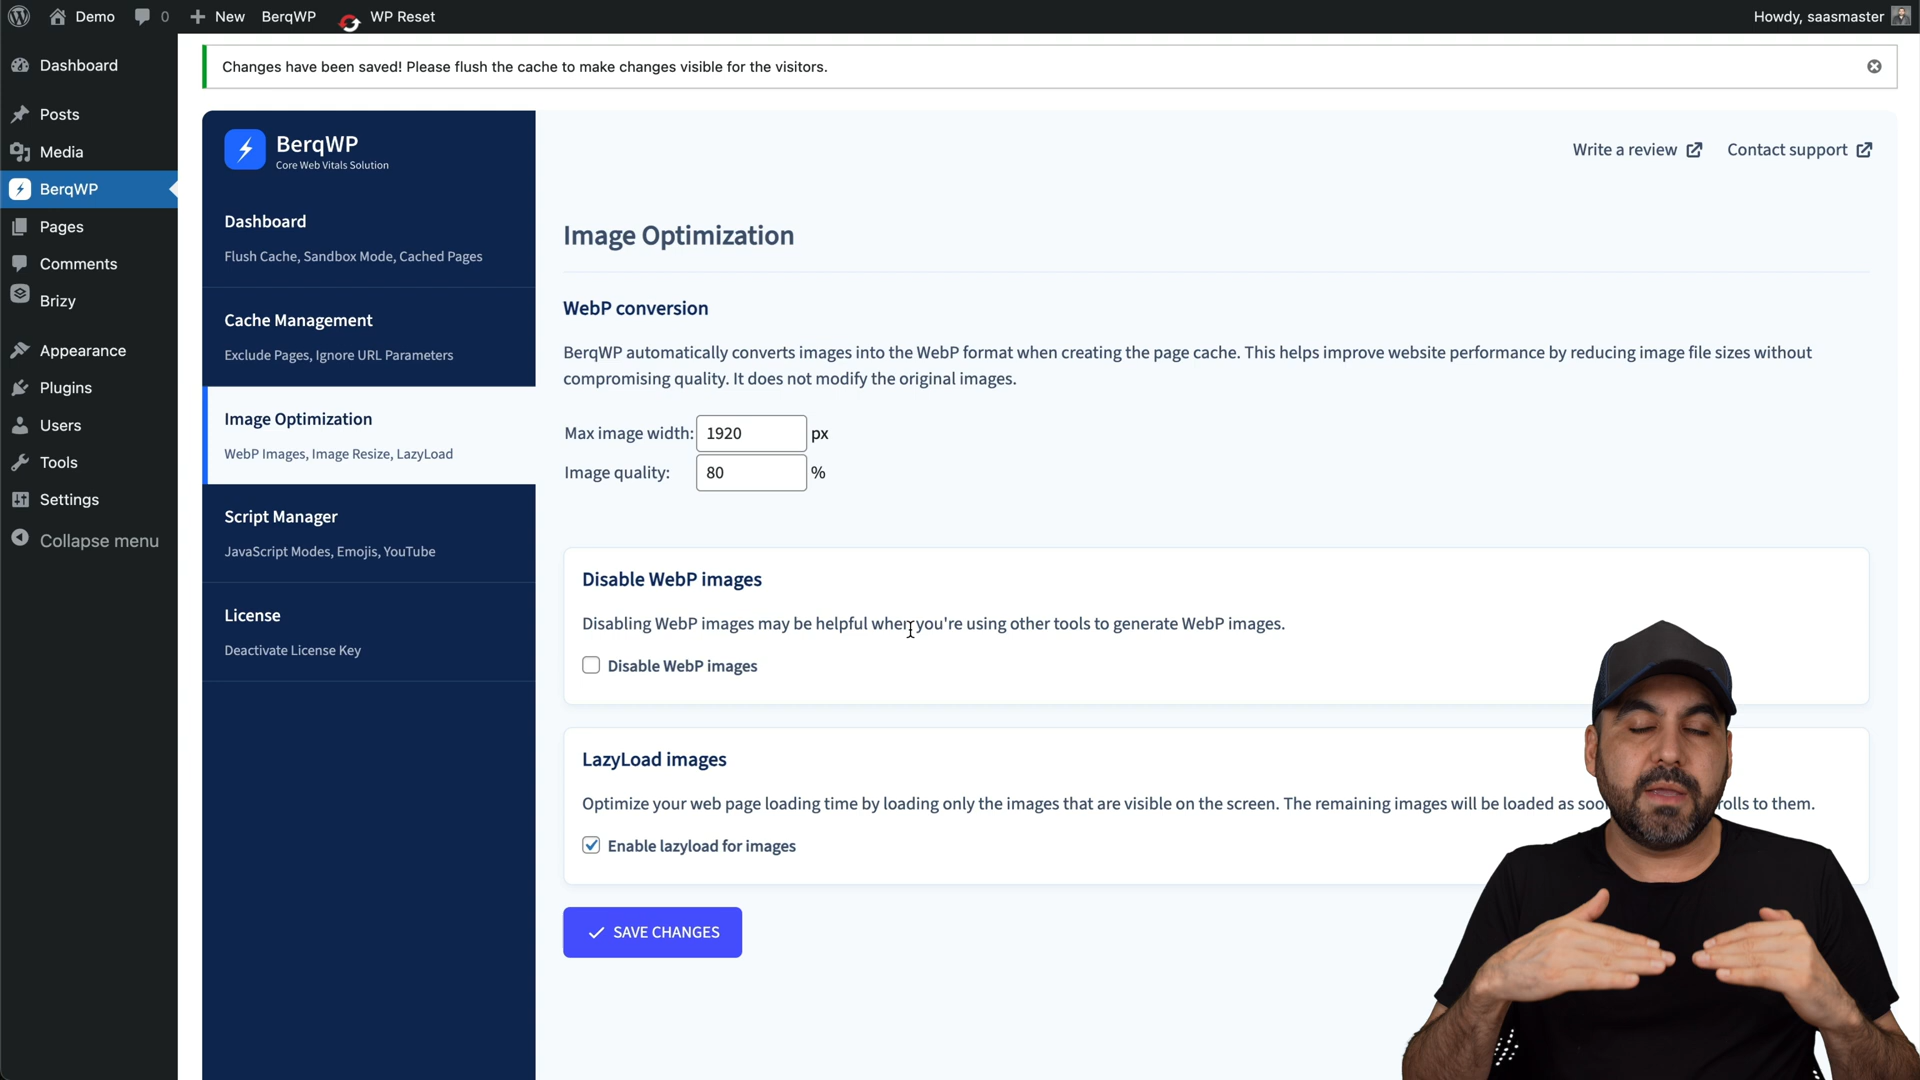 Demo 0 New BerqWP WP Reset Howdy, saasmaster
Dashboard
Posts
Media
BerqWP
Pages
Comments
Brizy
Appearance
Plugins
Users
Tools
Settings
Collapse menu
Changes have been saved! Please flush the cache to make changes visible for the visitors.
BerqWP
Core Web Vitals Solution
Dashboard
Flush Cache, Sandbox Mode, Cached Pages
Cache Management
Exclude Pages, Ignore URL Parameters
Image Optimization
WebP Images, Image Resize, LazyLoad
Script Manager
JavaScript Modes, Emojis, YouTube
License
Deactivate License Key
Write a review Contact support
Image Optimization
WebP conversion
BerqWP automatically converts images into the WebP format when creating the page cache. This helps improve website performance by reducing image file sizes without
compromising quality. It does not modify the original images.
Max image width: 1920 px
Image quality: 80 %
Disable WebP images
Disabling WebP images may be helpful when you're using other tools to generate WebP images.
Disable WebP images
LazyLoad images
Optimize your web page loading time by loading only the images that are visible on the screen. The remaining images will be loaded as to them.
Enable lazyload for images
SAVE CHANGES